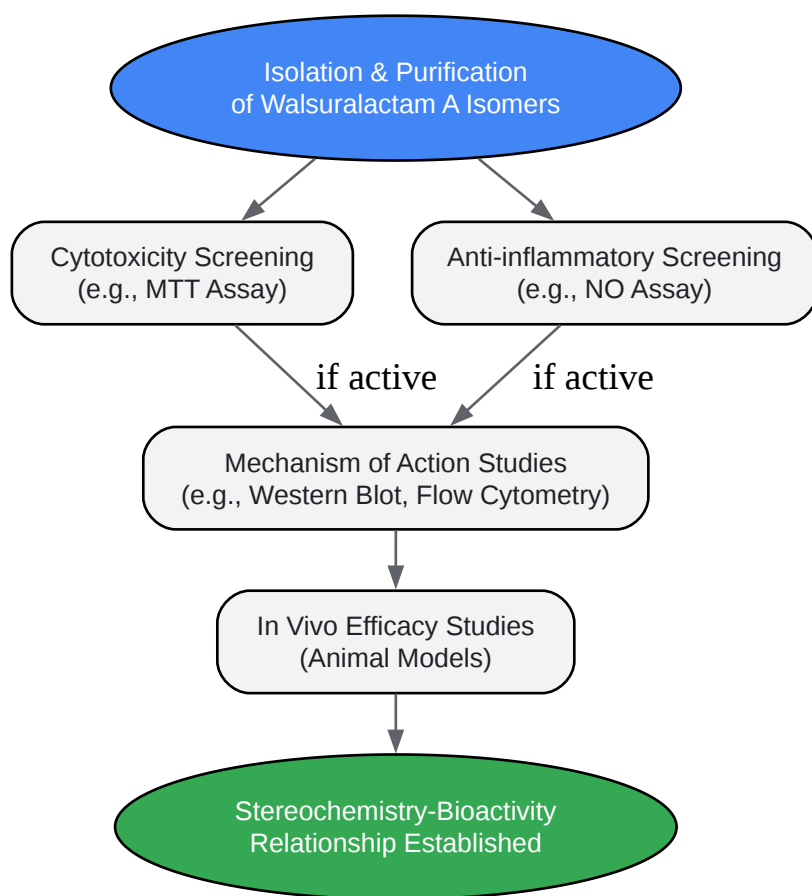 Isolation & Purification
of Walsuralactam A Isomers
Cytotoxicity Screening
(e.g., MTT Assay)
Anti-inflammatory Screening
(e.g., NO Assay)
if active
if active
Mechanism of Action Studies
(e.g., Western Blot, Flow Cytometry)
In Vivo Efficacy Studies
(Animal Models)
Stereochemistry-Bioactivity
Relationship Established